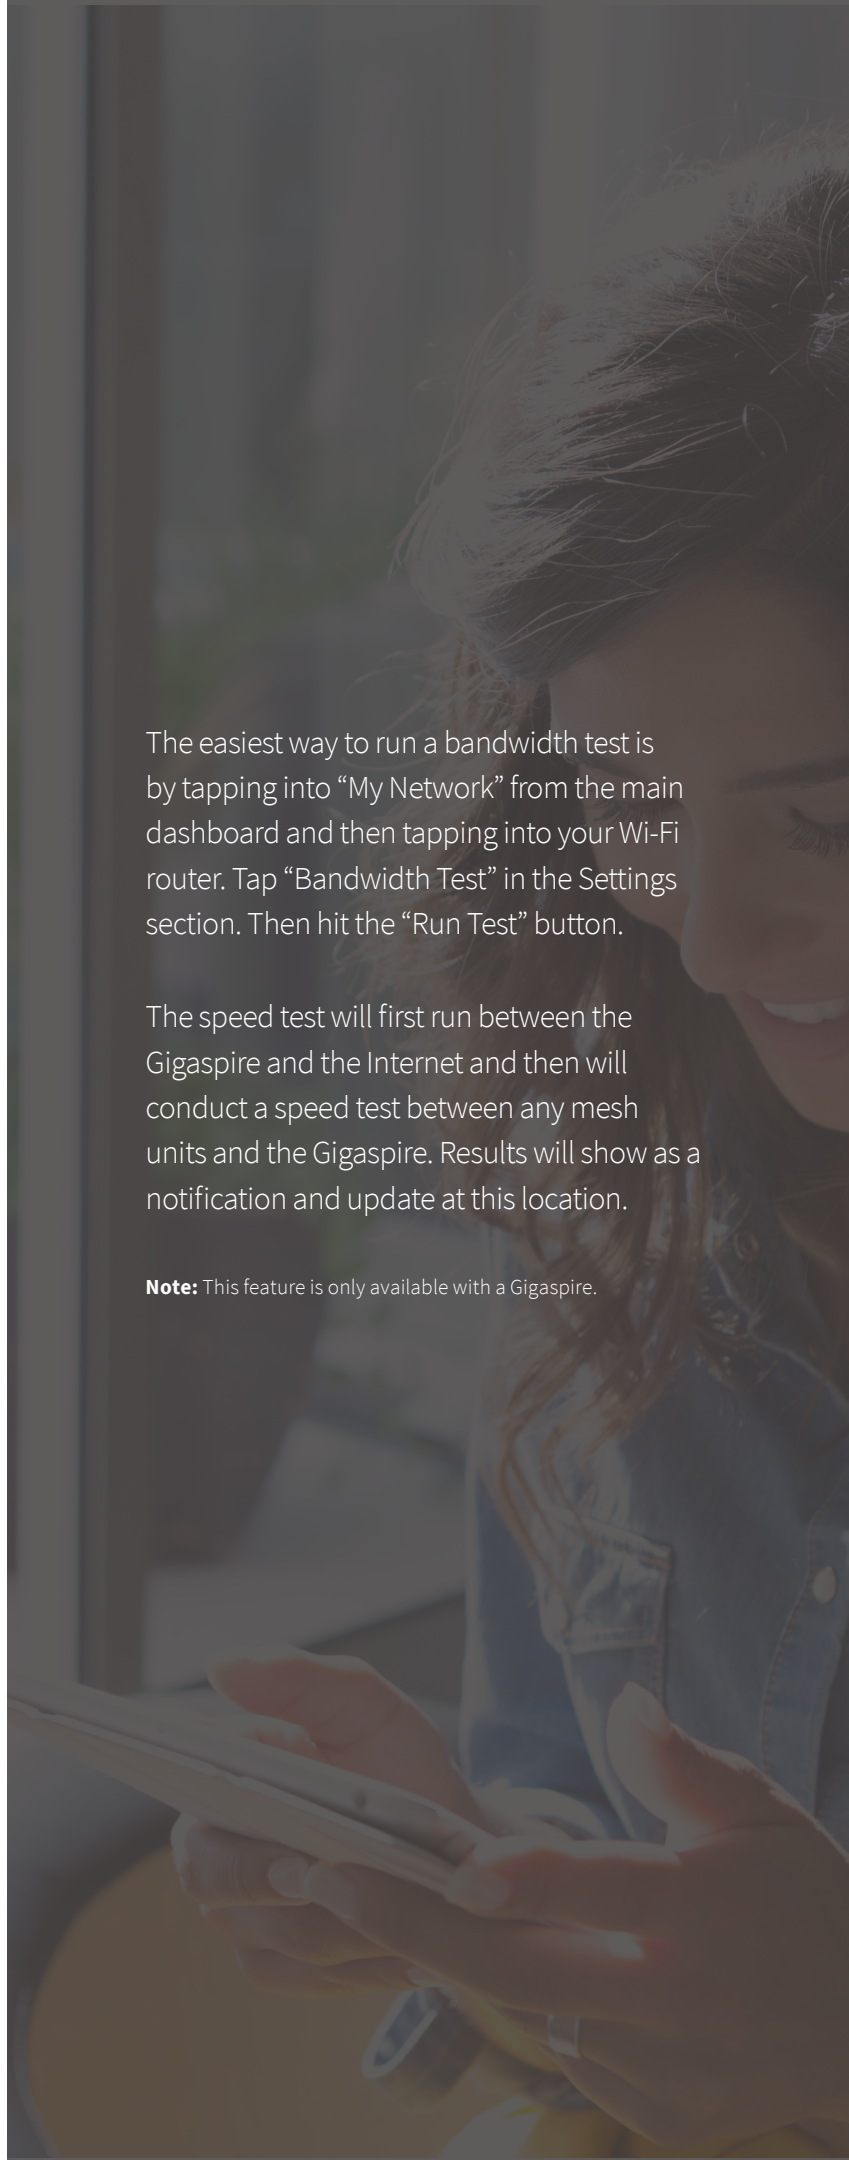 The easiest way to run a bandwidth test is
by tapping into “My Network” from the main
dashboard and then tapping into your Wi-Fi
router. Tap “Bandwidth Test” in the Settings
section. Then hit the “Run Test” button.
The speed test will first run between the
Gigaspire and the Internet and then will
conduct a speed test between any mesh
units and the Gigaspire. Results will show as a
notification and update at this location.
Note: This feature is only available with a Gigaspire.